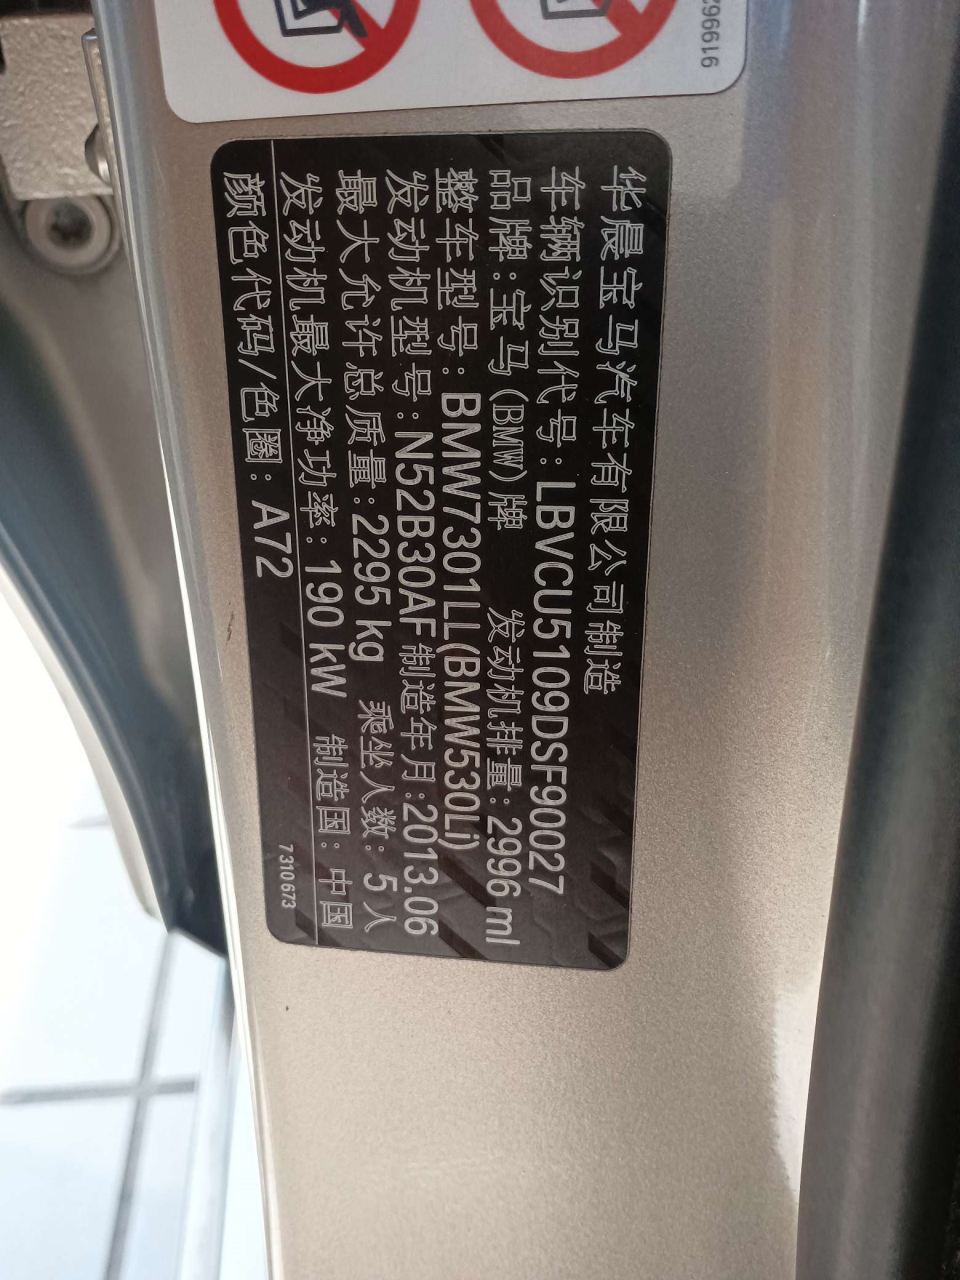 华晨宝马汽车有限公司制造
车辆识别代号:LBVCU5109DSF90027
品牌:宝马(BMW)牌 发动机排量:2996 ml
整车型号:BMW7301LL(BMW530Li)
发动机型号:N52B30AF 制造年月:2013.06
最大允许总质量:2295 kg 乘坐人数: 5人
发动机最大净功率: 190 kW 制造国:中国
颜色代码/色圈: A72
7310673